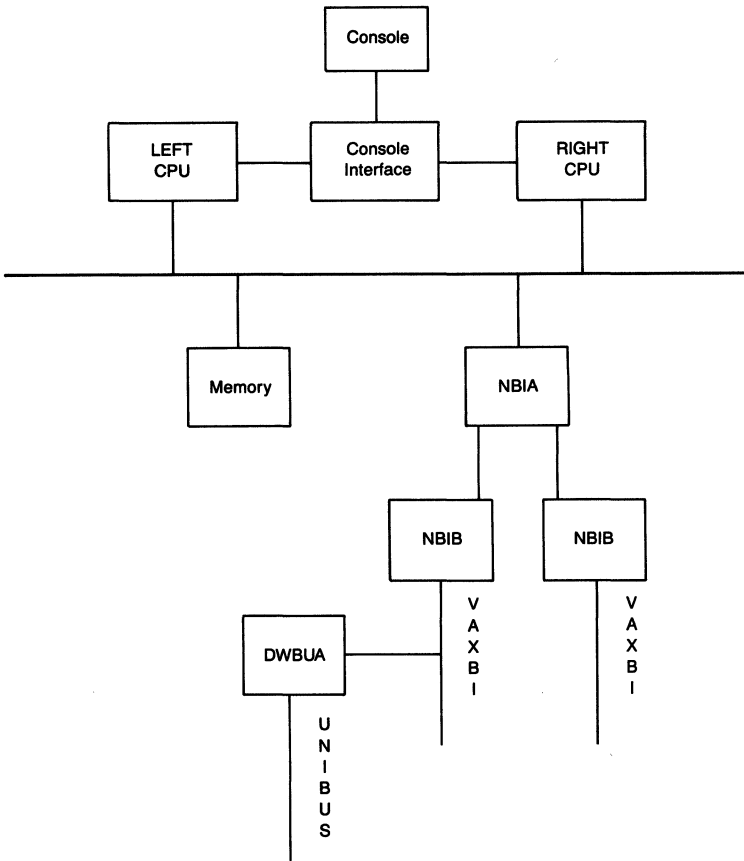 Console
LEFT
CPU
Console
Interface
RIGHT
CPU
Memory
NBIA
NBIB
NBIB
VAXBI
VAXBI
DWBUA
UNIBUS